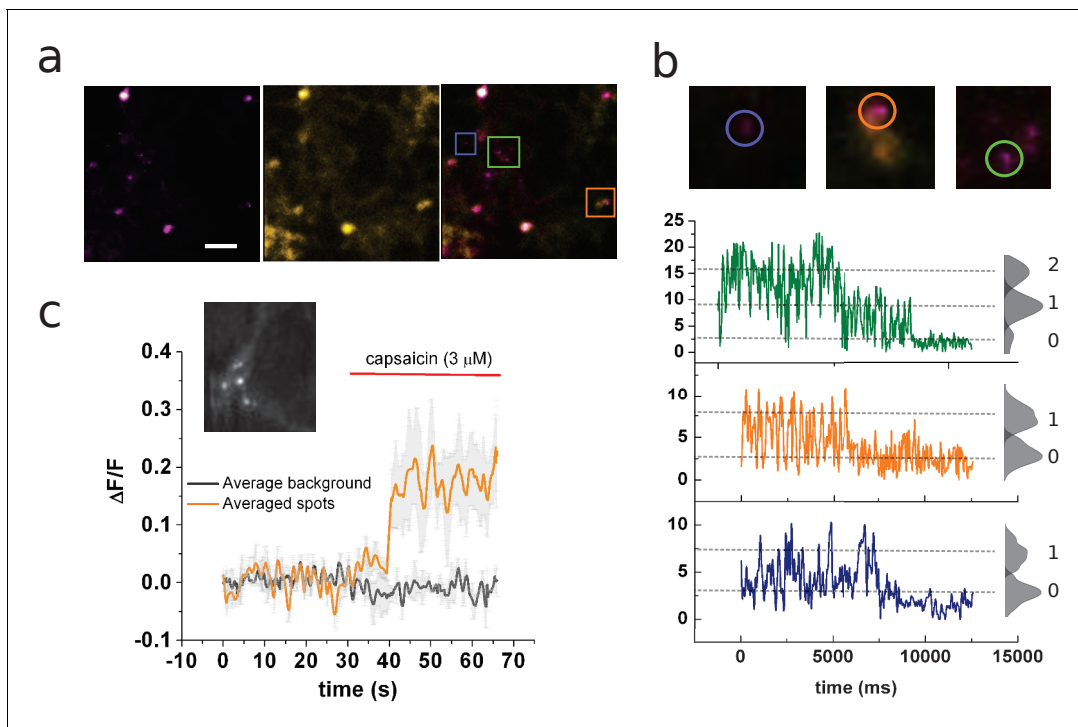 a
b
25
20
15
10
5
0
2
1
0
10
5
0
1
0
10
5
0
1
0
0
5000
10000
15000
time (ms)
c
capsaicin (3 μM)
0.4
0.3
0.2
0.1
0.0
-0.1
ΔF/F
Average background
Averaged spots
-10 0 10 20 30 40 50 60 70
time (s)